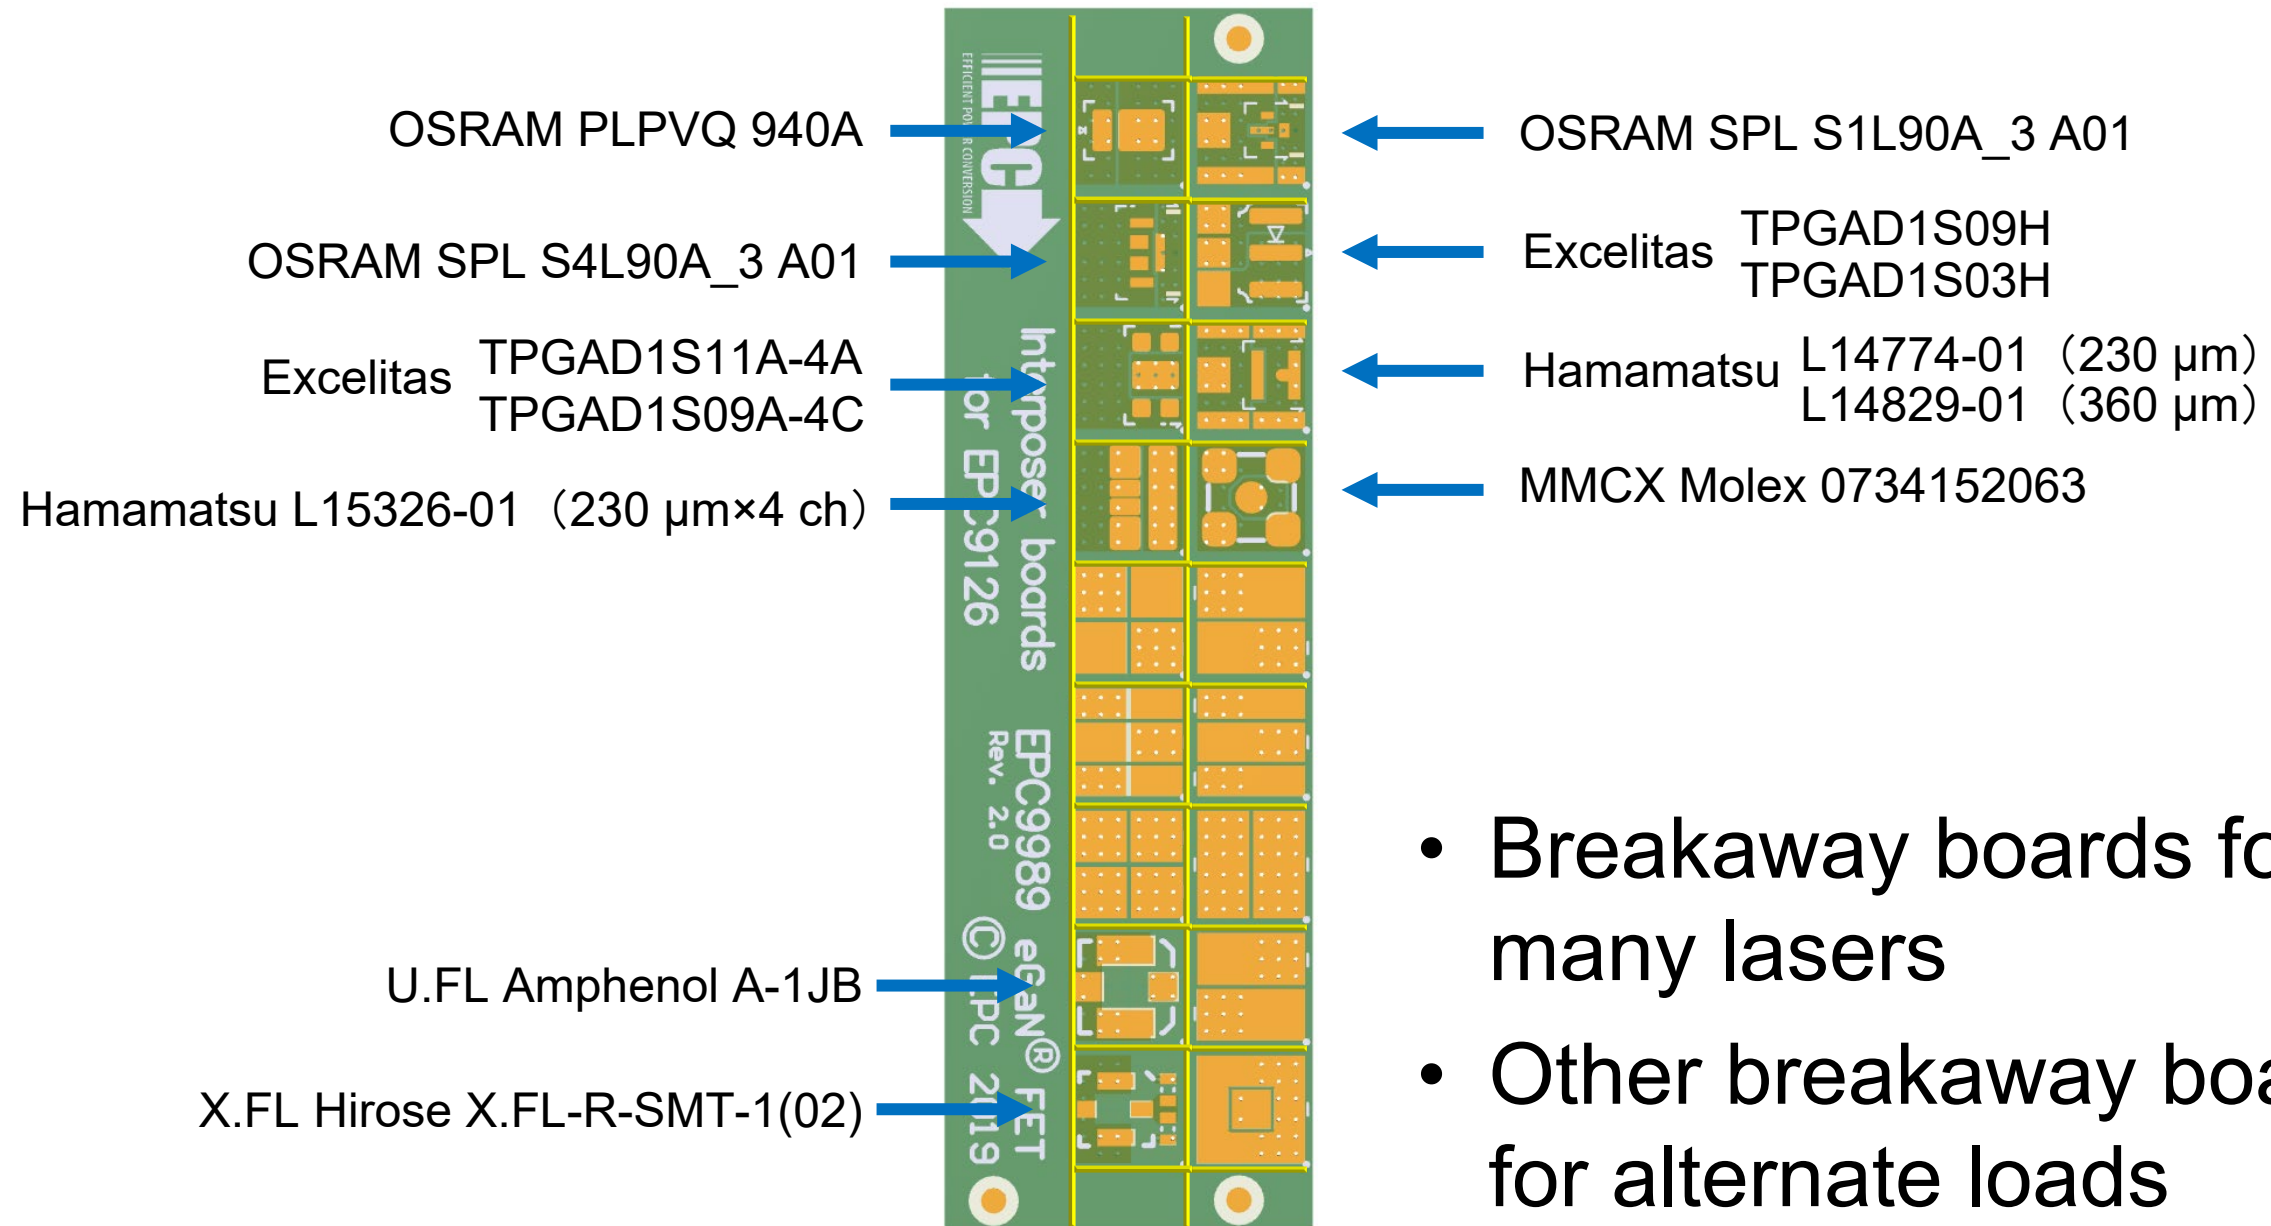 OSRAM PLPVQ 940A
OSRAM SPL S4L90A_3 A01
Excelitas
TPGAD1S11A-4A
TPGAD1S09A-4C
Hamamatsu L15326-01（230 μm×4 ch）
U.FL Amphenol A-1JB
X.FL Hirose X.FL-R-SMT-1(02)
EPC
EFFICIENT POWER CONVERSION
Interposer boards
for EPC9126
EPC9989 eGaN® FET
Rev. 2.0
© EPC 2019
OSRAM SPL S1L90A_3 A01
Excelitas
TPGAD1S09H
TPGAD1S03H
Hamamatsu
L14774-01（230 μm）
L14829-01（360 μm）
MMCX Molex 0734152063
• Breakaway boards fo
many lasers
• Other breakaway boa
for alternate loads